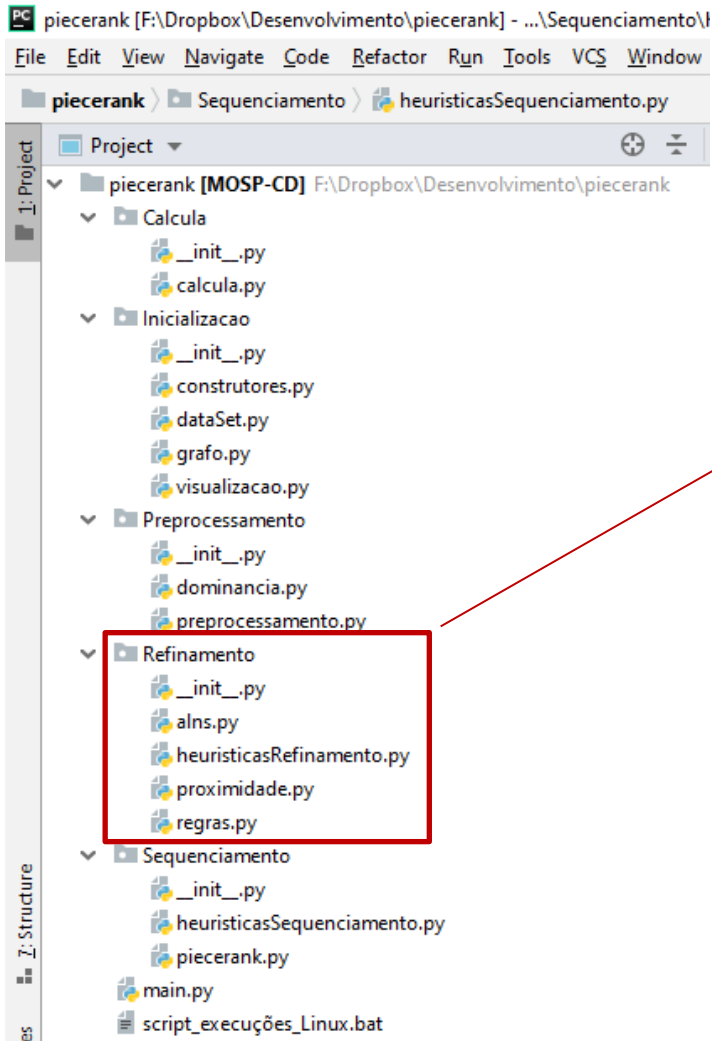 PC piecerank [F:\Dropbox\Desenvolvimento\piecerank] - ...\Sequenciamento\
File Edit View Navigate Code Refactor Run Tools VCS Window
piecerank Sequenciamento heuristicasSequenciamento.py
1: Project
Project
piecerank [MOSP-CD] F:\Dropbox\Desenvolvimento\piecerank
Calcula
__init__.py
calcula.py
Inicializacao
__init__.py
construtores.py
dataSet.py
grafo.py
visualizacao.py
Preprocessamento
__init__.py
dominancia.py
preprocessamento.py
Refinamento
__init__.py
alns.py
heuristicasRefinamento.py
proximidade.py
regras.py
Sequenciamento
__init__.py
heuristicasSequenciamento.py
piecerank.py
main.py
script_execuções_Linux.bat
7: Structure
es